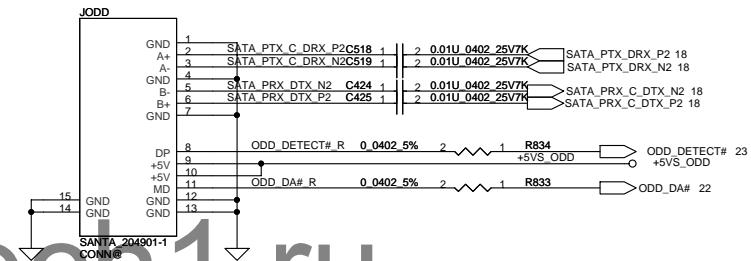 JODD
GND 1
A+ 2 SATA_PTX_C_DRX_P2 C518 1 2 0.01U_0402_25V7K SATA_PTX_DRX_P2 18
A- 3 SATA_PTX_C_DRX_N2 C519 1 2 0.01U_0402_25V7K SATA_PTX_DRX_N2 18
GND 4
B- 5 SATA_PRX_DTX_N2 C424 1 2 0.01U_0402_25V7K SATA_PRX_C_DTX_N2 18
B+ 6 SATA_PRX_DTX_P2 C425 1 2 0.01U_0402_25V7K SATA_PRX_C_DTX_P2 18
GND 7
DP 8 ODD_DETECT#_R 0_0402_5% 2 1 R834 ODD_DETECT# 23
+5V 9 +5VS_ODD +5VS_ODD
+5V 10
MD 11 ODD_DA#_R 0_0402_5% 2 1 R833 ODD_DA# 22
15 GND GND 12
14 GND GND 13
SANTA_204901-1
CONN@